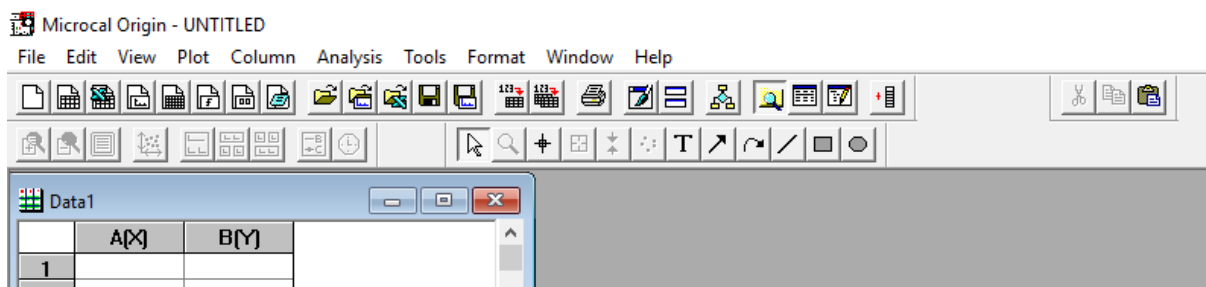 Microcal Origin - UNTITLED
File Edit View Plot Column Analysis Tools Format Window Help
T
Data1
A(X) B(Y)
1